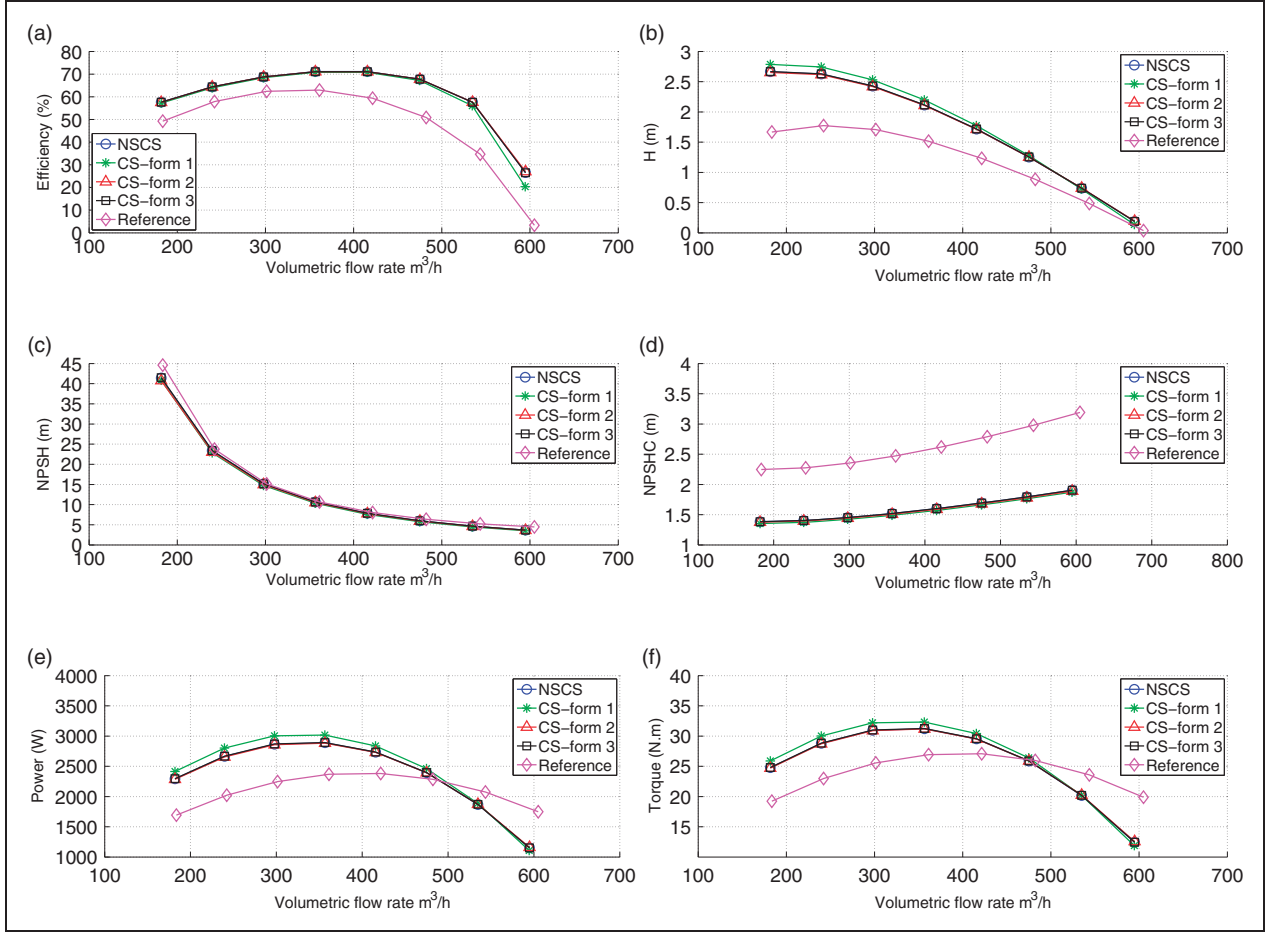 (a)
80
70
60
50
40
30
20
10
0
Efficiency (%)
NSCS
CS−form 1
CS−form 2
CS−form 3
Reference
100 200 300 400 500 600 700
Volumetric flow rate m³/h
(b)
3
2.5
2
1.5
1
0.5
0
H (m)
NSCS
CS−form 1
CS−form 2
CS−form 3
Reference
100 200 300 400 500 600 700
Volumetric flow rate m³/h
(c)
45
40
35
30
25
20
15
10
5
0
NPSH (m)
NSCS
CS−form 1
CS−form 2
CS−form 3
Reference
100 200 300 400 500 600 700
Volumetric flow rate m³/h
(d)
4
3.5
3
2.5
2
1.5
1
NPSHC (m)
NSCS
CS−form 1
CS−form 2
CS−form 3
Reference
100 200 300 400 500 600 700 800
Volumetric flow rate m³/h
(e)
4000
3500
3000
2500
2000
1500
1000
Power (W)
NSCS
CS−form 1
CS−form 2
CS−form 3
Reference
100 200 300 400 500 600 700
Volumetric flow rate m³/h
(f)
40
35
30
25
20
15
10
Torque (N.m)
NSCS
CS−form 1
CS−form 2
CS−form 3
Reference
100 200 300 400 500 600 700
Volumetric flow rate m³/h